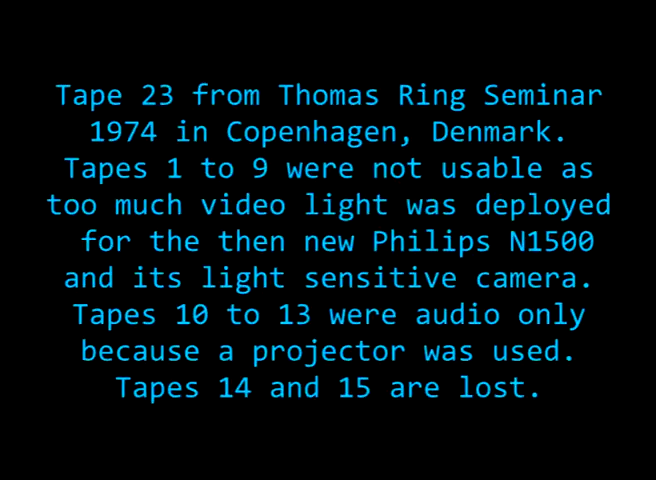 Tape 23 from Thomas Ring Seminar
1974 in Copenhagen, Denmark.
Tapes 1 to 9 were not usable as
too much video light was deployed
for the then new Philips N1500
and its light sensitive camera.
Tapes 10 to 13 were audio only
because a projector was used.
Tapes 14 and 15 are lost.